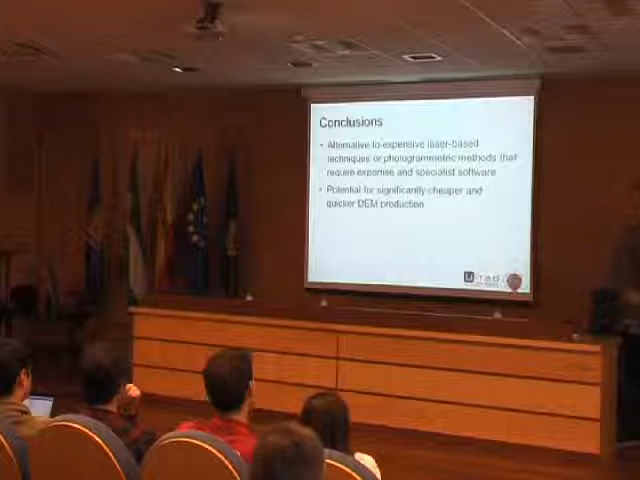 Conclusions
• Alternative to expensive laser-based
techniques or photogrammetric methods that
require expertise and specialist software
• Potential for significantly cheaper and
quicker DEM production